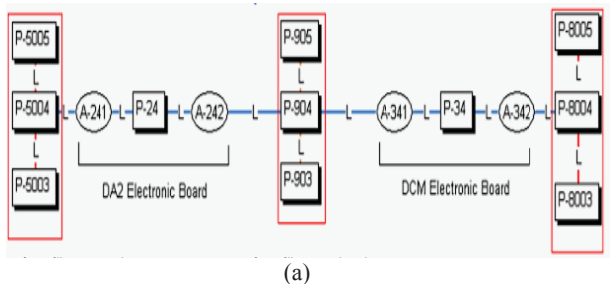 P-5005 P-905 P-8005
L L L
P-5004 L A-241 L P-24 L A-242 L P-904 L A-341 L P-34 L A-342 L P-8004
L L L
P-5003 P-903 P-8003
DA2 Electronic Board DCM Electronic Board
(a)